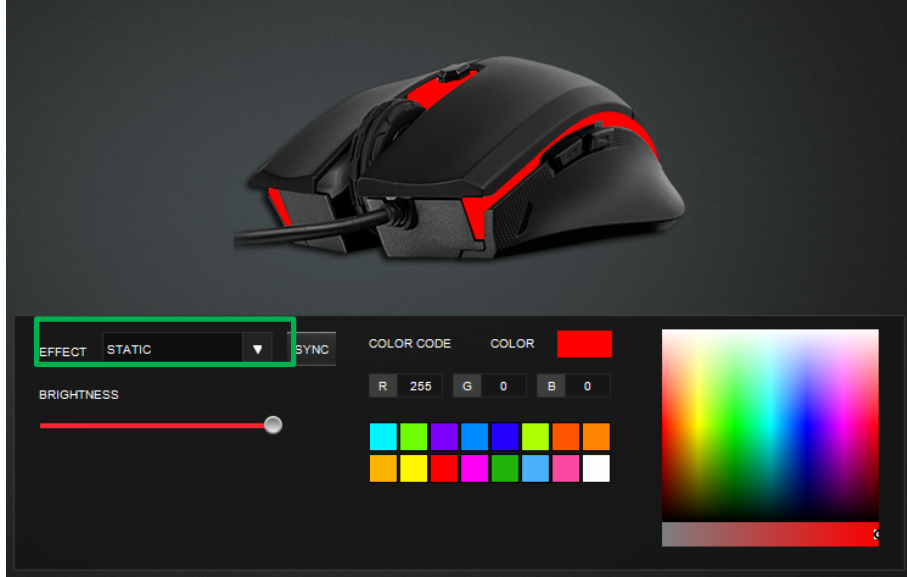 EFFECT STATIC SYNC
BRIGHTNESS
COLOR CODE COLOR
R 255 G 0 B 0